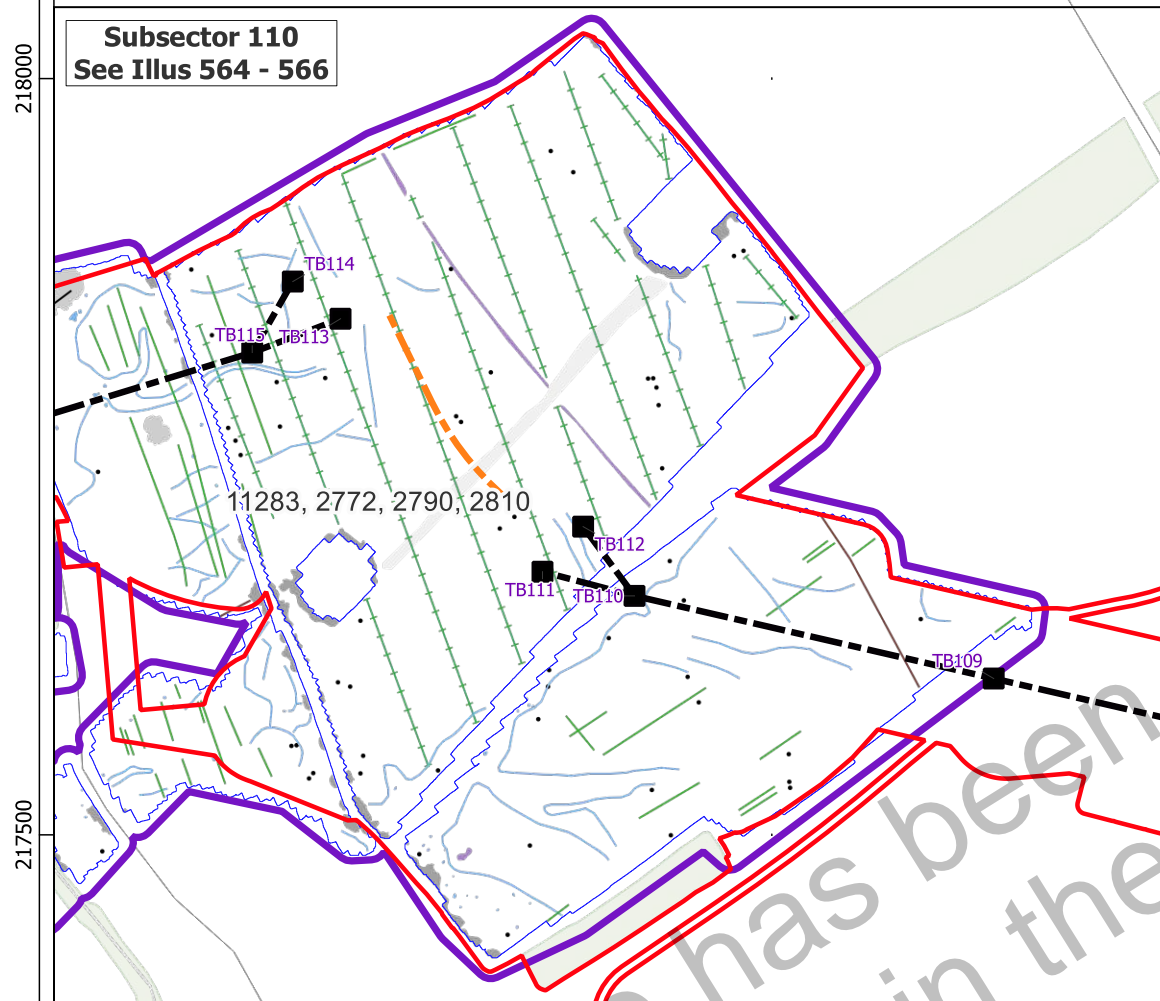 Subsector 110
See Illus 564 - 566
218000
TB114
TB115
TB113
11283, 2772, 2790, 2810
TB112
TB111
TB110
TB109
217500
has been
in the